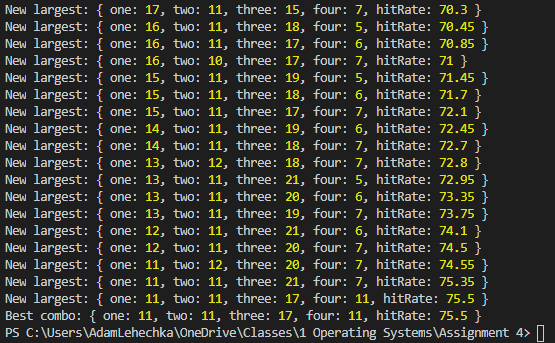 New largest: { one: 17, two: 11, three: 15, four: 7, hitRate: 70.3 }
New largest: { one: 16, two: 11, three: 18, four: 5, hitRate: 70.45 }
New largest: { one: 16, two: 11, three: 17, four: 6, hitRate: 70.85 }
New largest: { one: 16, two: 10, three: 17, four: 7, hitRate: 71 }
New largest: { one: 15, two: 11, three: 19, four: 5, hitRate: 71.45 }
New largest: { one: 15, two: 11, three: 18, four: 6, hitRate: 71.7 }
New largest: { one: 15, two: 11, three: 17, four: 7, hitRate: 72.1 }
New largest: { one: 14, two: 11, three: 19, four: 6, hitRate: 72.45 }
New largest: { one: 14, two: 11, three: 18, four: 7, hitRate: 72.7 }
New largest: { one: 13, two: 12, three: 18, four: 7, hitRate: 72.8 }
New largest: { one: 13, two: 11, three: 21, four: 5, hitRate: 72.95 }
New largest: { one: 13, two: 11, three: 20, four: 6, hitRate: 73.35 }
New largest: { one: 13, two: 11, three: 19, four: 7, hitRate: 73.75 }
New largest: { one: 12, two: 11, three: 21, four: 6, hitRate: 74.1 }
New largest: { one: 12, two: 11, three: 20, four: 7, hitRate: 74.5 }
New largest: { one: 11, two: 12, three: 20, four: 7, hitRate: 74.55 }
New largest: { one: 11, two: 11, three: 21, four: 7, hitRate: 75.35 }
New largest: { one: 11, two: 11, three: 17, four: 11, hitRate: 75.5 }
Best combo: { one: 11, two: 11, three: 17, four: 11, hitRate: 75.5 }
PS C:\Users\AdamLehechka\OneDrive\Classes\1 Operating Systems\Assignment 4>